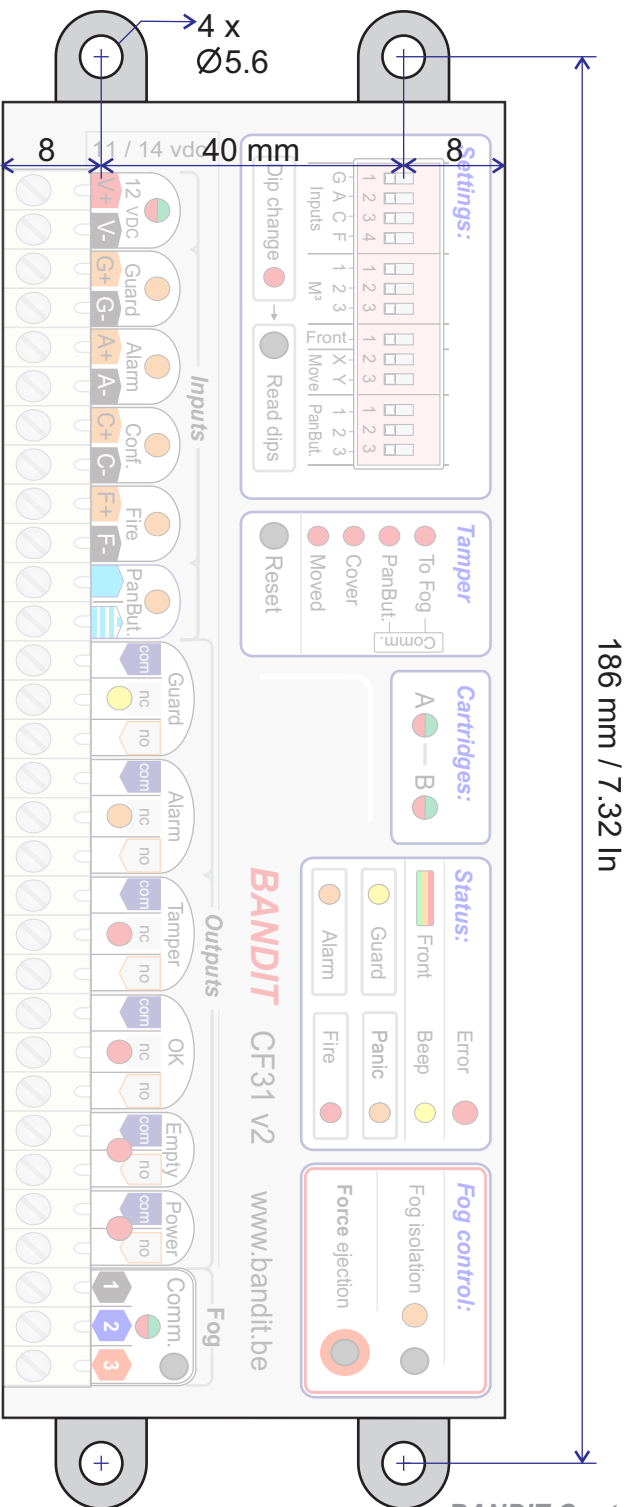 4 x
Ø5.6
8
40 mm
8
186 mm / 7.32 In
11 / 14 vdc
12 VDC
V+
V-
Guard
G+
G-
Alarm
A+
A-
Conf.
C+
C-
Fire
F+
F-
PanBut.
Inputs
Guard
com
nc
no
Alarm
com
nc
no
Tamper
com
nc
no
OK
com
nc
no
Empty
com
no
Power
com
no
Outputs
Comm.
1
2
3
Fog
Settings:
Dip change
Read dips
Inputs
G A C F
1 2 3 4
M³
1 2 3
1 2 3
Front
Move X Y
1 2 3
PanBut.
1 2 3
1 2 3
Tamper
To Fog
PanBut.
Comm.
Cover
Moved
Reset
Cartridges:
A B
Status:
Front
Guard
Alarm
Error
Beep
Panic
Fire
Fog control:
Fog isolation
Force ejection
BANDIT CF31 v2 www.bandit.be